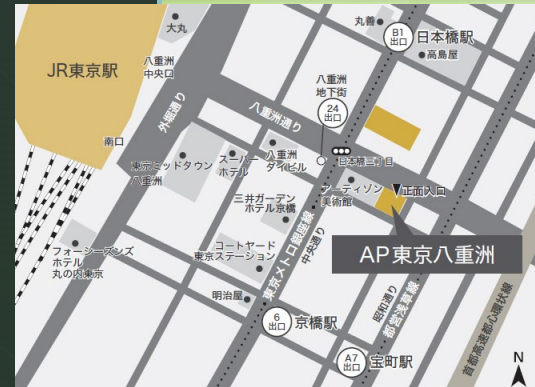 丸善
B1
出口
日本橋駅
大丸
高島屋
JR東京駅
八重洲
中央口
八重洲
地下街
24
出口
外堀通り
八重洲通り
南口
東京ミッドタウン
八重洲
スーパー
ホテル
八重洲
ダイビル
日本橋三丁目
アーティゾン
美術館
正面入口
三井ガーデン
ホテル京橋
AP東京八重洲
フォーシーズンズ
ホテル
丸の内東京
コートヤード
東京ステーション
東京メトロ銀座線
中央通り
明治屋
昭和通り
都営浅草線
首都高速都心環状線
6
出口
京橋駅
A7
出口
宝町駅
N